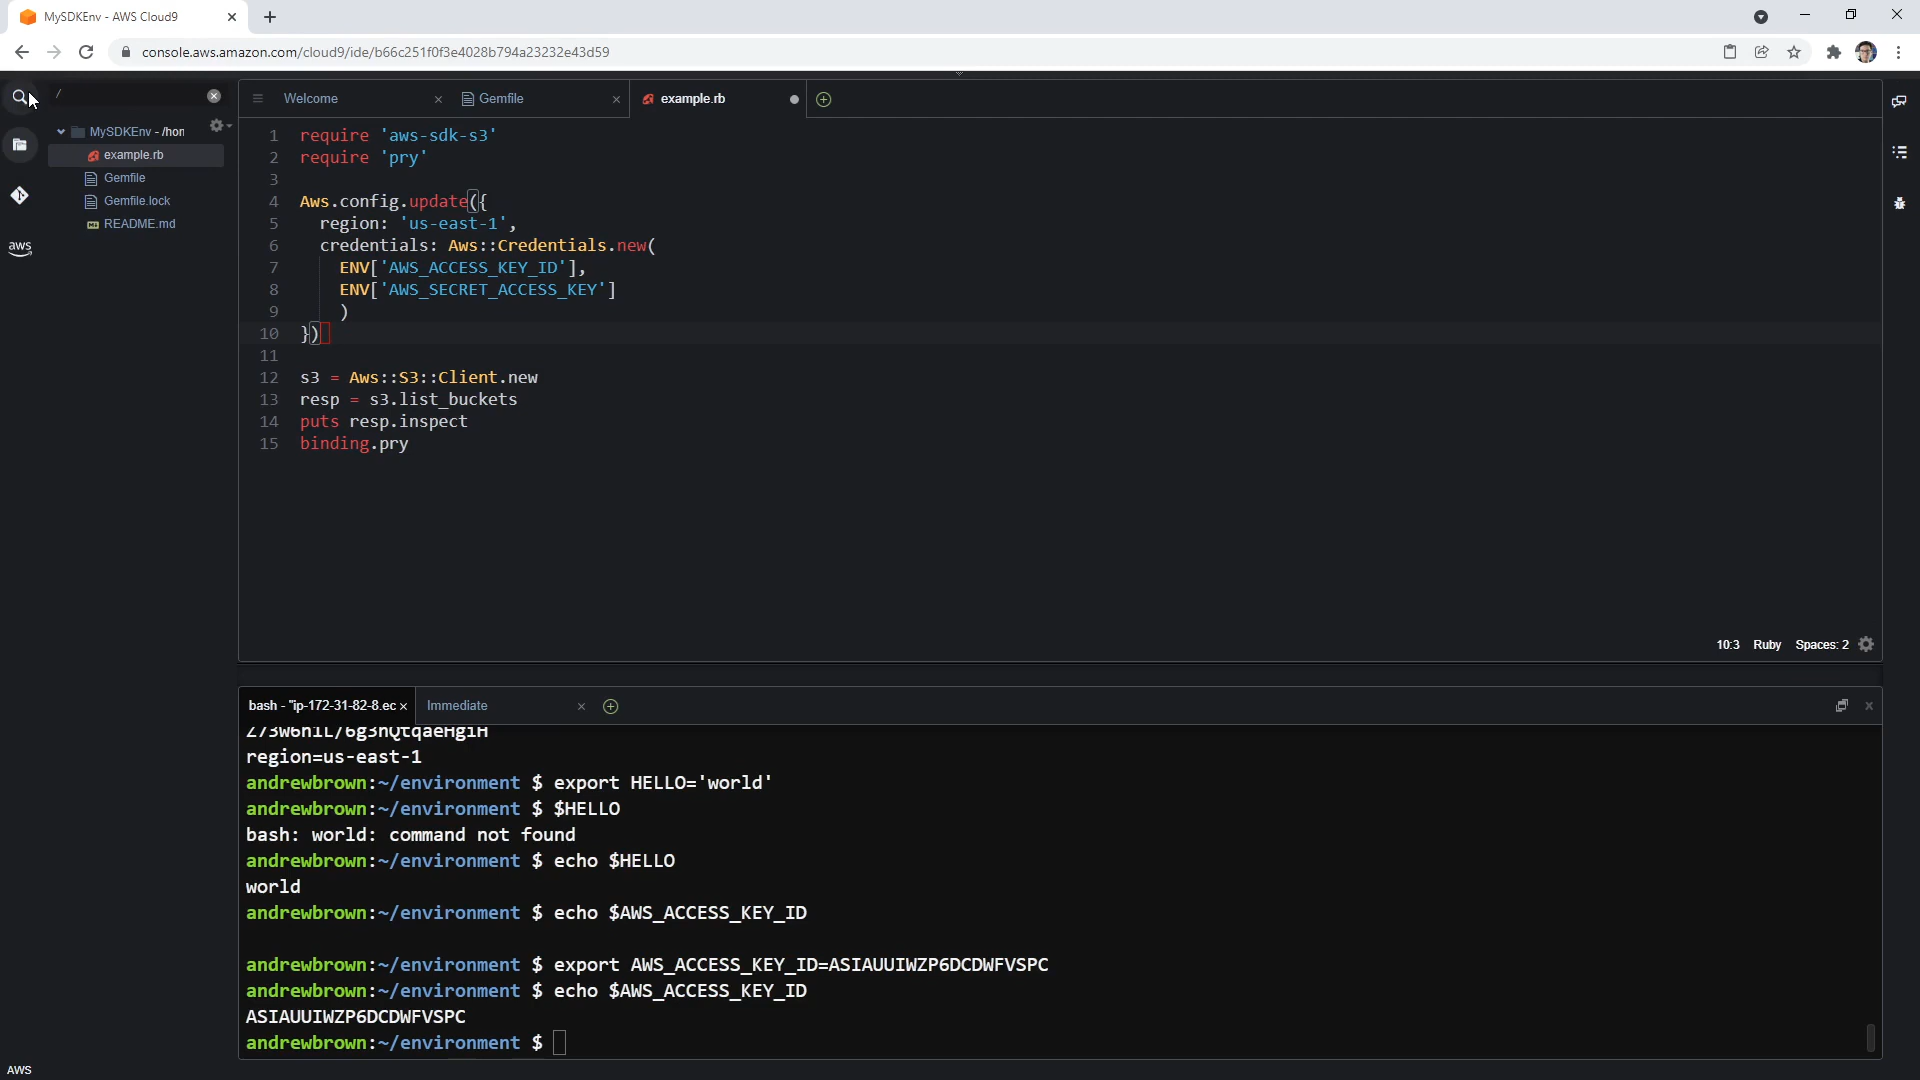 MySDKEnv - AWS Cloud9
console.aws.amazon.com/cloud9/ide/b66c251f0f3e4028b794a23232e43d59
/
MySDKEnv - /hon
example.rb
Gemfile
Gemfile.lock
README.md
aws
Welcome
Gemfile
example.rb
1 require 'aws-sdk-s3'
2 require 'pry'
3
4 Aws.config.update({
5 region: 'us-east-1',
6 credentials: Aws::Credentials.new(
7 ENV['AWS_ACCESS_KEY_ID'],
8 ENV['AWS_SECRET_ACCESS_KEY']
9 )
10 })
11
12 s3 = Aws::S3::Client.new
13 resp = s3.list_buckets
14 puts resp.inspect
15 binding.pry
10:3 Ruby Spaces: 2
bash - "ip-172-31-82-8.ec
Immediate
region=us-east-1
andrewbrown:~/environment $ export HELLO='world'
andrewbrown:~/environment $ $HELLO
bash: world: command not found
andrewbrown:~/environment $ echo $HELLO
world
andrewbrown:~/environment $ echo $AWS_ACCESS_KEY_ID
andrewbrown:~/environment $ export AWS_ACCESS_KEY_ID=ASIAUUIWZP6DCDWFVSPC
andrewbrown:~/environment $ echo $AWS_ACCESS_KEY_ID
ASIAUUIWZP6DCDWFVSPC
andrewbrown:~/environment $
AWS